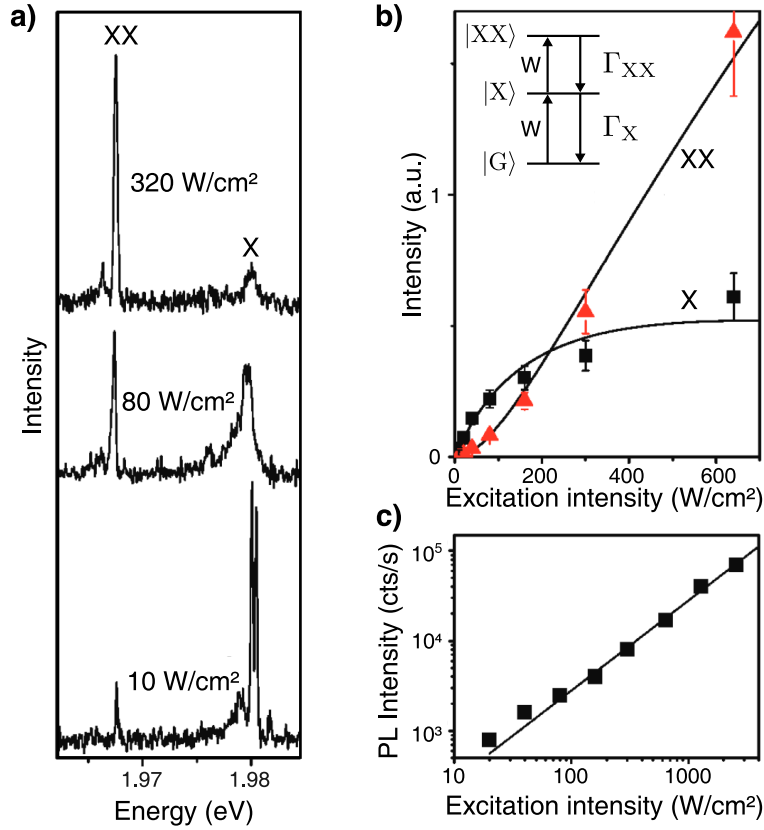 a)
XX
320 W/cm²
X
80 W/cm²
10 W/cm²
Intensity
1.97
1.98
Energy (eV)
b)
|XX⟩
W
Γ_XX
|X⟩
W
Γ_X
|G⟩
XX
X
1
0
Intensity (a.u.)
0
200
400
600
Excitation intensity (W/cm²)
c)
10⁵
10⁴
10³
PL Intensity (cts/s)
10
100
1000
Excitation intensity (W/cm²)